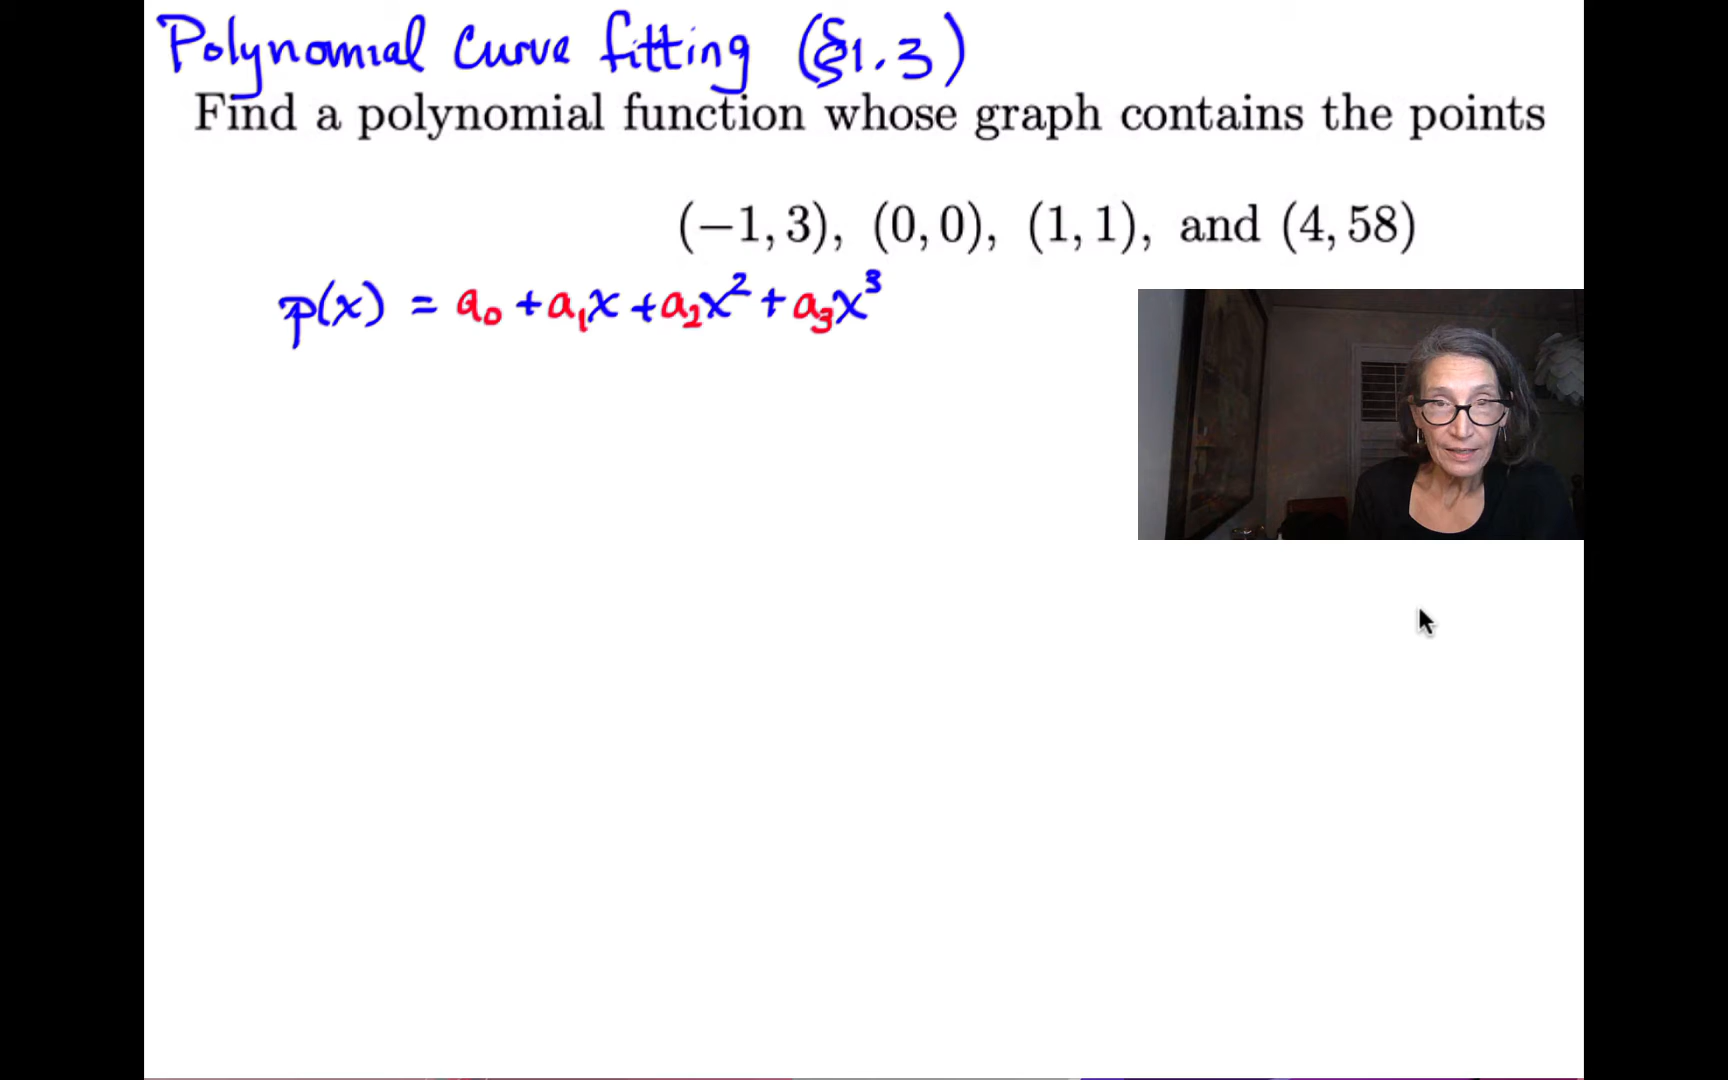 Polynomial Curve fitting (§1.3)
Find a polynomial function whose graph contains the points
(−1, 3), (0, 0), (1, 1), and (4, 58)
p(x) = a₀ + a₁x + a₂x² + a₃x³